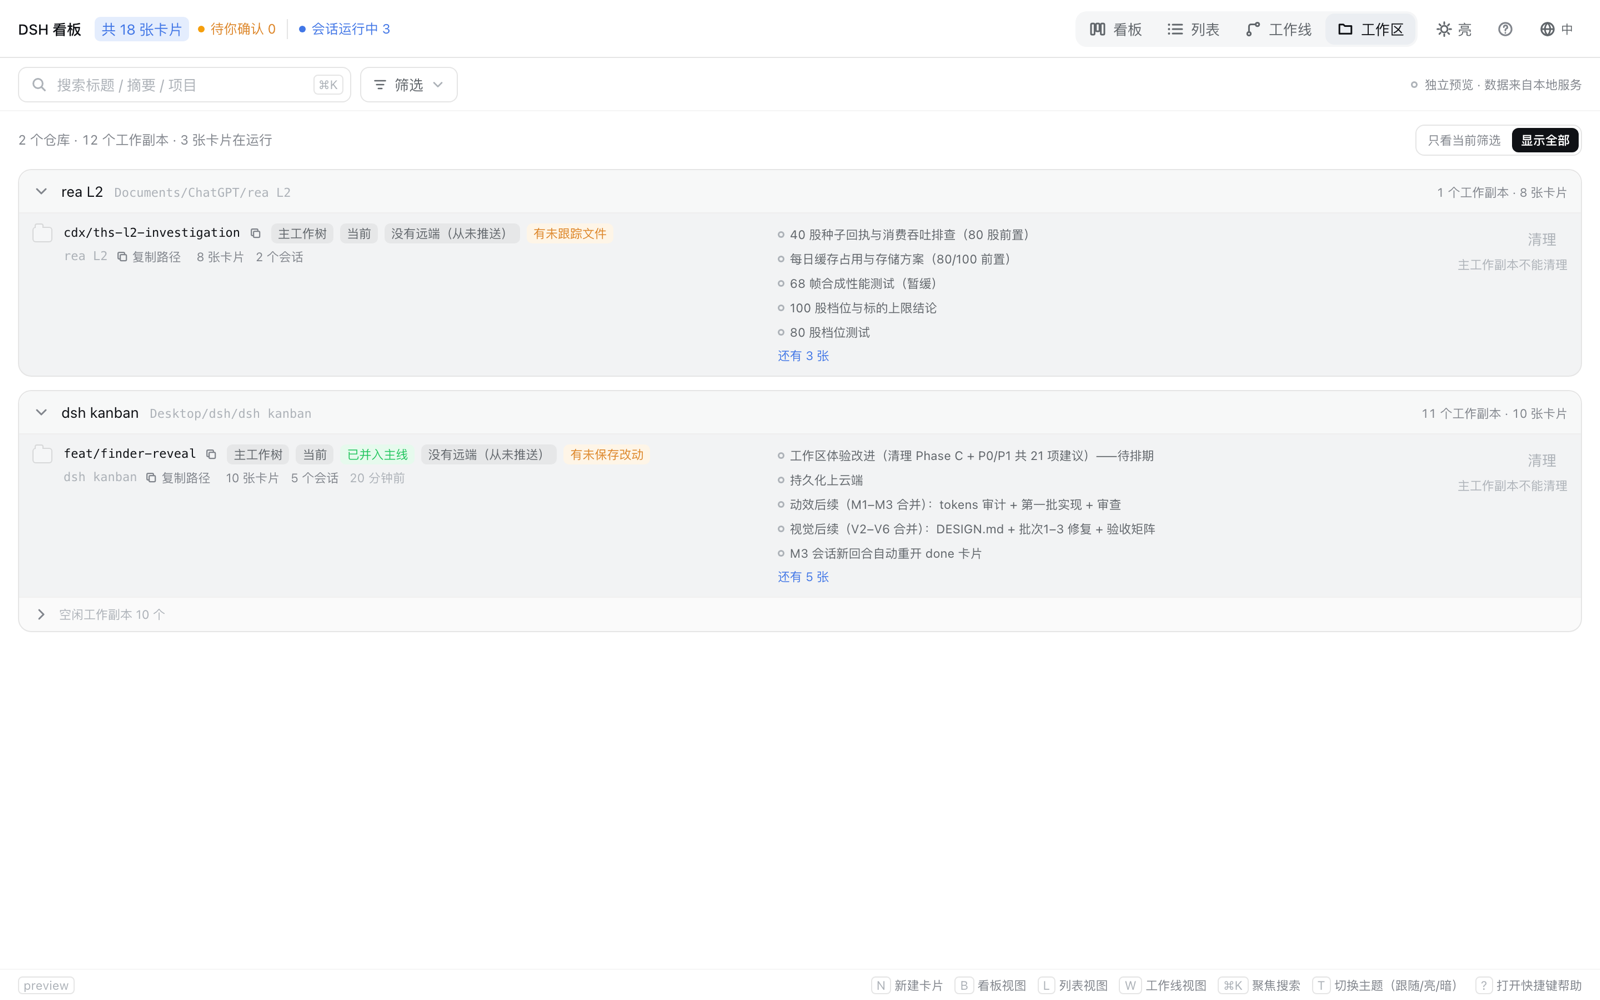 DSH 看板 共 18 张卡片 待你确认 0 会话运行中 3 看板 列表 工作线 工作区 亮 中
搜索标题 / 摘要 / 项目 ⌘K 筛选 独立预览 · 数据来自本地服务
2 个仓库 · 12 个工作副本 · 3 张卡片在运行 只看当前筛选 显示全部
rea L2 Documents/ChatGPT/rea L2 1 个工作副本 · 8 张卡片
cdx/ths-l2-investigation 主工作树 当前 没有远端（从未推送） 有未跟踪文件
rea L2 复制路径 8 张卡片 2 个会话
40 股种子回执与消费吞吐排查（80 股前置）
每日缓存占用与存储方案（80/100 前置）
68 帧合成性能测试（暂缓）
100 股档位与标的上限结论
80 股档位测试
还有 3 张
清理
主工作副本不能清理
dsh kanban Desktop/dsh/dsh kanban 11 个工作副本 · 10 张卡片
feat/finder-reveal 主工作树 当前 已并入主线 没有远端（从未推送） 有未保存改动
dsh kanban 复制路径 10 张卡片 5 个会话 20 分钟前
工作区体验改进（清理 Phase C + P0/P1 共 21 项建议）——待排期
持久化上云端
动效后续（M1–M3 合并）：tokens 审计 + 第一批实现 + 审查
视觉后续（V2–V6 合并）：DESIGN.md + 批次1–3 修复 + 验收矩阵
M3 会话新回合自动重开 done 卡片
还有 5 张
清理
主工作副本不能清理
空闲工作副本 10 个
preview N 新建卡片 B 看板视图 L 列表视图 W 工作线视图 ⌘K 聚焦搜索 T 切换主题（跟随/亮/暗） ? 打开快捷键帮助